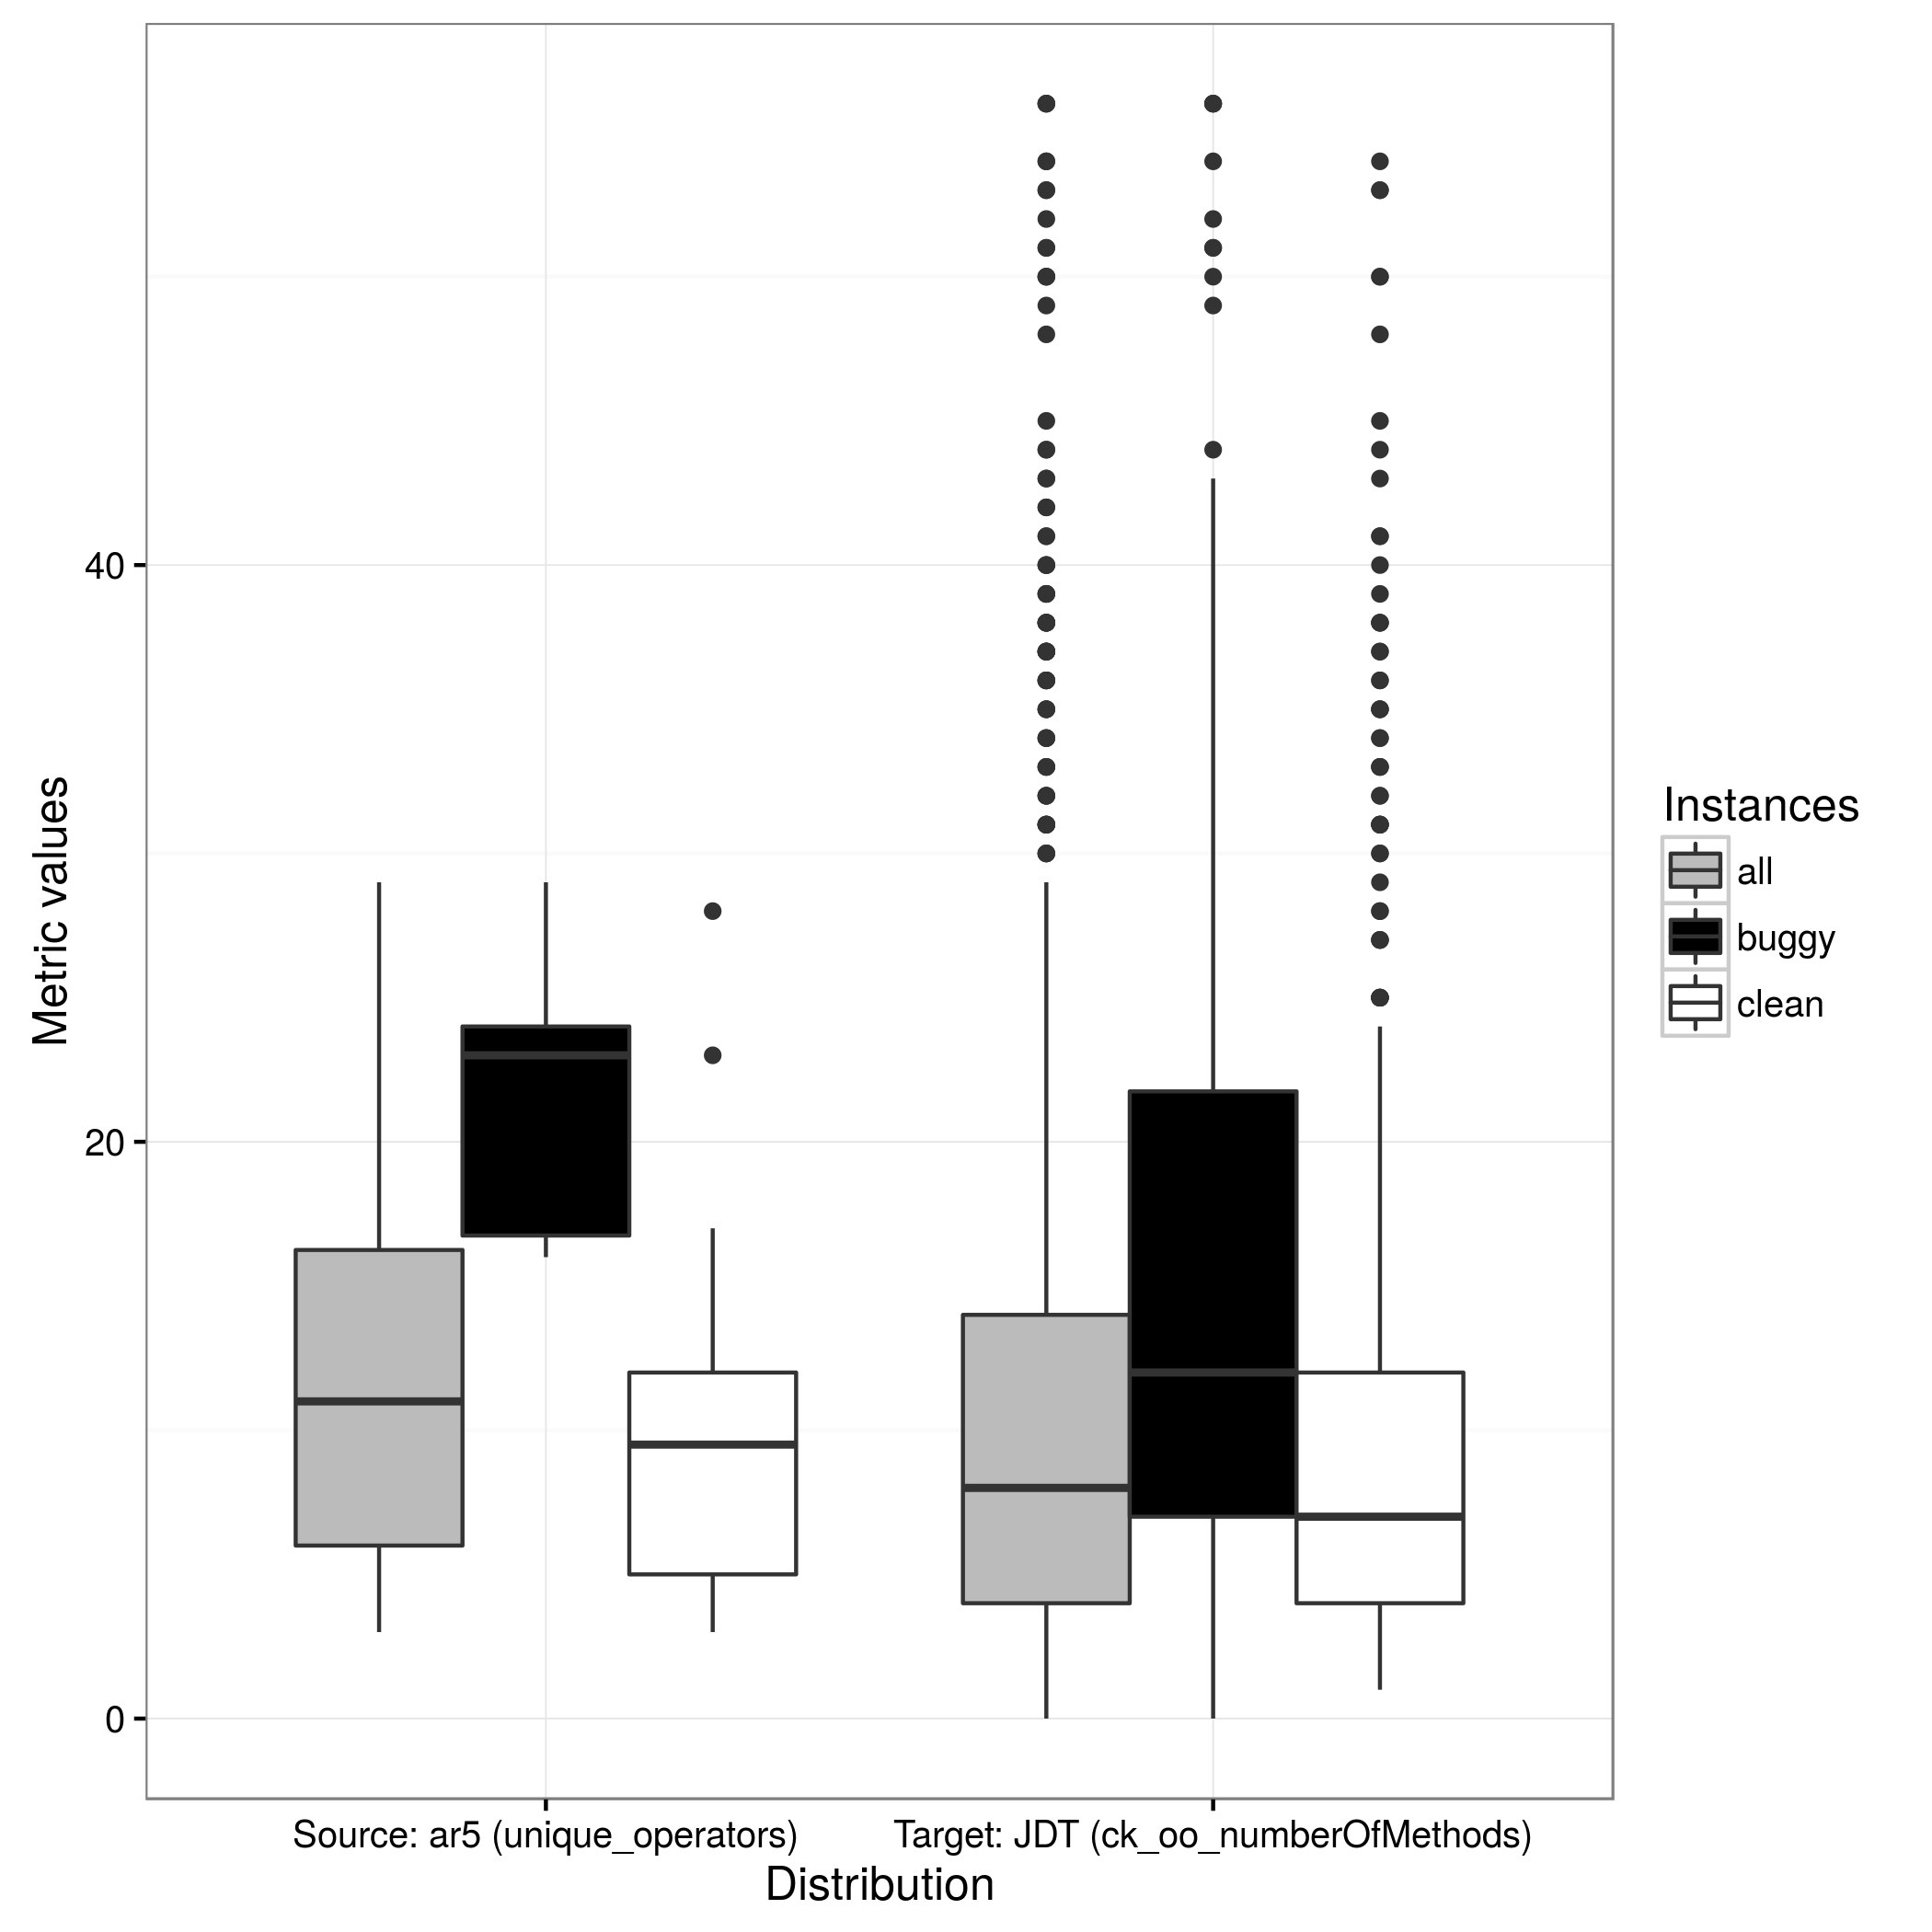 Metric values
40
20
0
Source: ar5 (unique_operators)
Target: JDT (ck_oo_numberOfMethods)
Distribution
Instances
all
buggy
clean